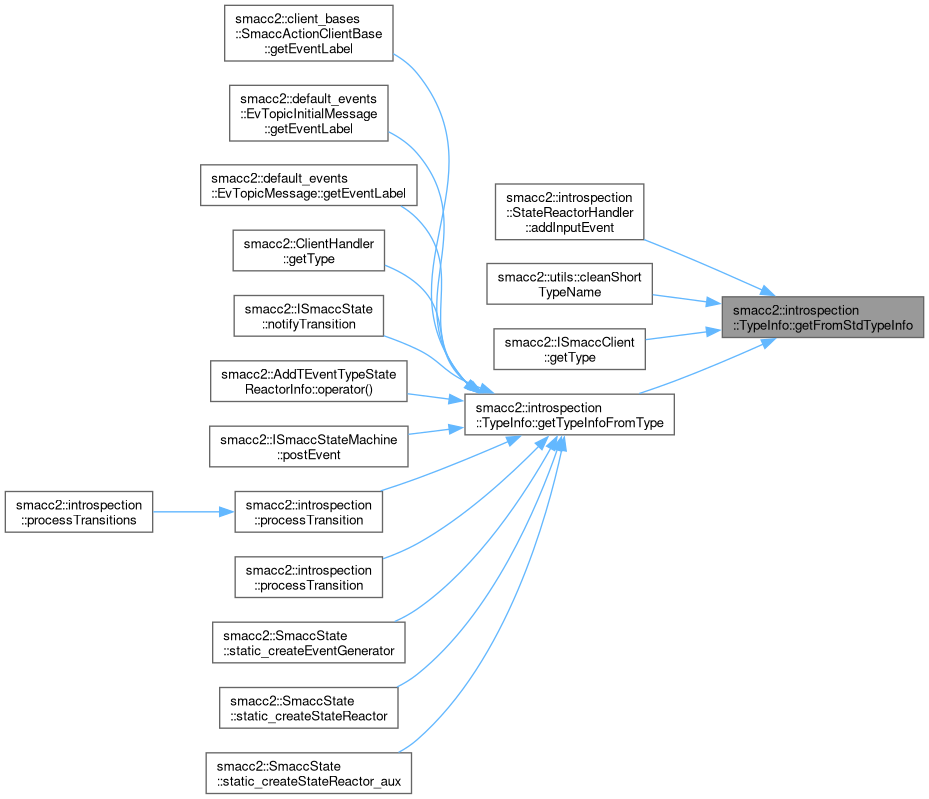 smacc2::client_bases
::SmaccActionClientBase
::getEventLabel
smacc2::default_events
::EvTopicInitialMessage
::getEventLabel
smacc2::default_events
::EvTopicMessage::getEventLabel
smacc2::ClientHandler
::getType
smacc2::ISmaccState
::notifyTransition
smacc2::AddTEventTypeState
ReactorInfo::operator()
smacc2::ISmaccStateMachine
::postEvent
smacc2::introspection
::processTransitions
smacc2::introspection
::processTransition
smacc2::introspection
::processTransition
smacc2::SmaccState
::static_createEventGenerator
smacc2::SmaccState
::static_createStateReactor
smacc2::SmaccState
::static_createStateReactor_aux
smacc2::introspection
::StateReactorHandler
::addInputEvent
smacc2::utils::cleanShort
TypeName
smacc2::ISmaccClient
::getType
smacc2::introspection
::TypeInfo::getTypeInfoFromType
smacc2::introspection
::TypeInfo::getFromStdTypeInfo